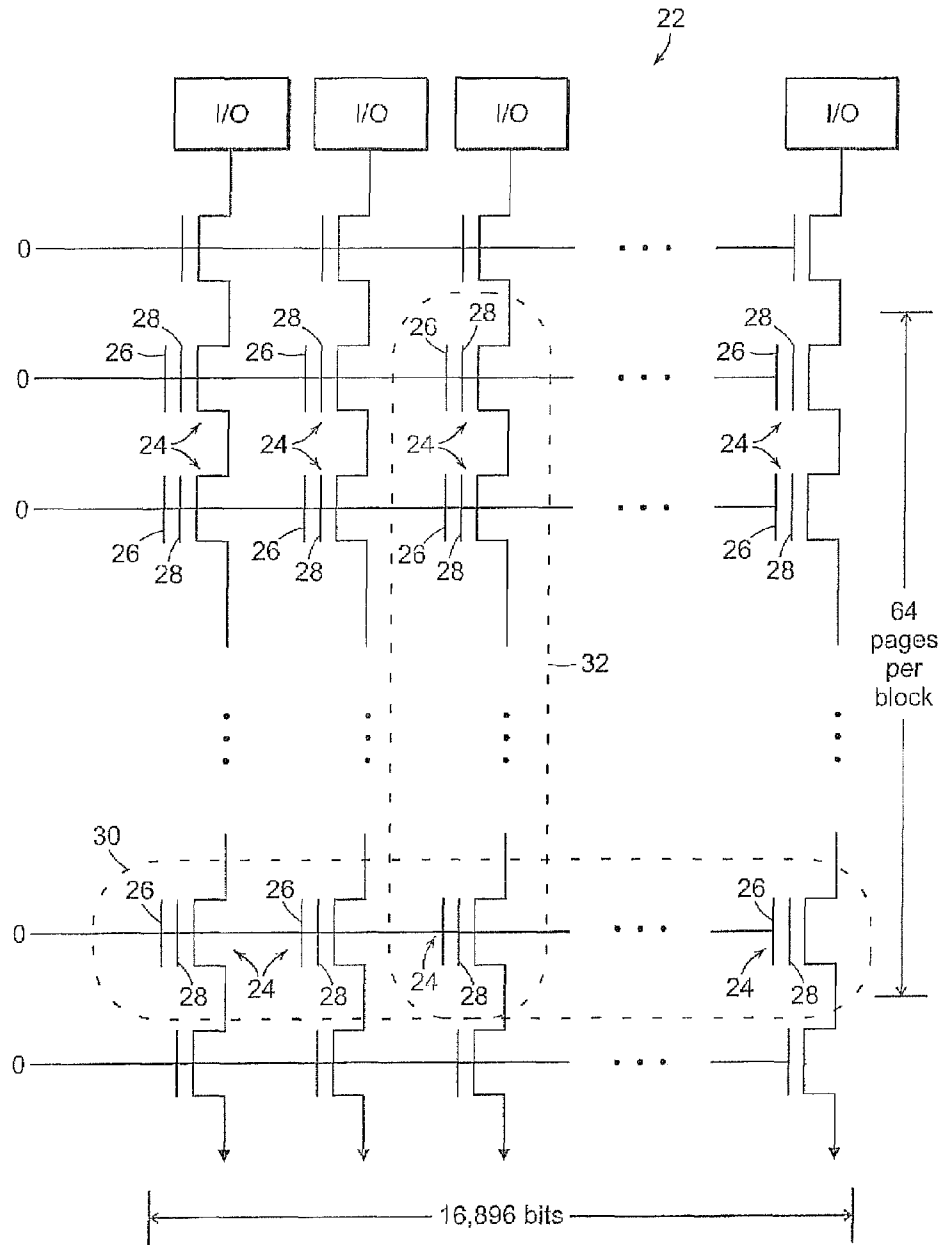 22
I/O I/O I/O I/O
0
28 28 26 28 28
26 26 26
0
24 24 24 24
0
26 28 26 28 26 28 26 28
64
pages
per
block
32
30
26 26 26
0
28 24 28 24 28 24 28
0
16,896 bits